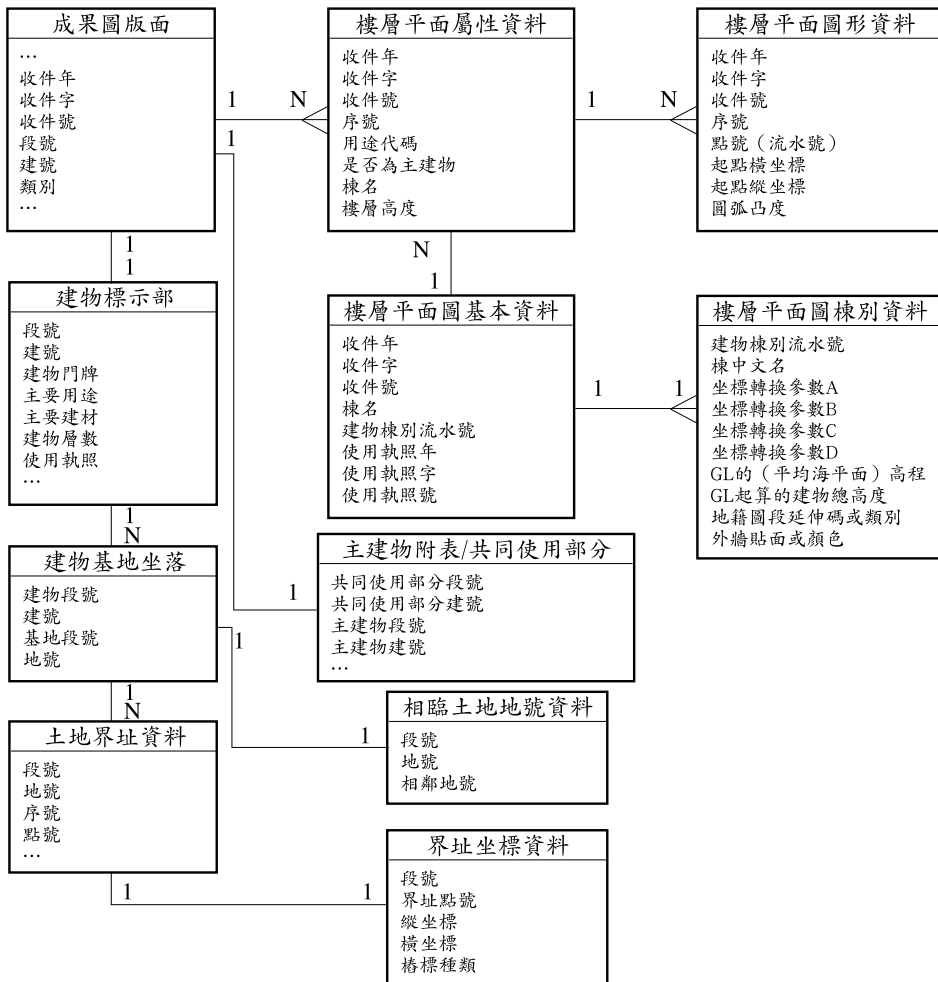 成果圖版面
…
收件年
收件字
收件號
段號
建號
類別
…
1
N
1
樓層平面屬性資料
收件年
收件字
收件號
序號
用途代碼
是否為主建物
棟名
樓層高度
1
N
樓層平面圖形資料
收件年
收件字
收件號
序號
點號（流水號）
起點橫坐標
起點縱坐標
圓弧凸度
1
1
N
1
建物標示部
段號
建號
建物門牌
主要用途
主要建材
建物層數
使用執照
…
樓層平面圖基本資料
收件年
收件字
收件號
棟名
建物棟別流水號
使用執照年
使用執照字
使用執照號
1
1
樓層平面圖棟別資料
建物棟別流水號
棟中文名
坐標轉換參數A
坐標轉換參數B
坐標轉換參數C
坐標轉換參數D
GL的（平均海平面）高程
GL起算的建物總高度
地籍圖段延伸碼或類別
外牆貼面或顏色
1
N
建物基地坐落
建物段號
建號
基地段號
地號
1
1
主建物附表/共同使用部分
共同使用部分段號
共同使用部分建號
主建物段號
主建物建號
…
1
N
土地界址資料
段號
地號
序號
點號
…
1
相臨土地地號資料
段號
地號
相鄰地號
1
1
界址坐標資料
段號
界址點號
縱坐標
橫坐標
樁標種類